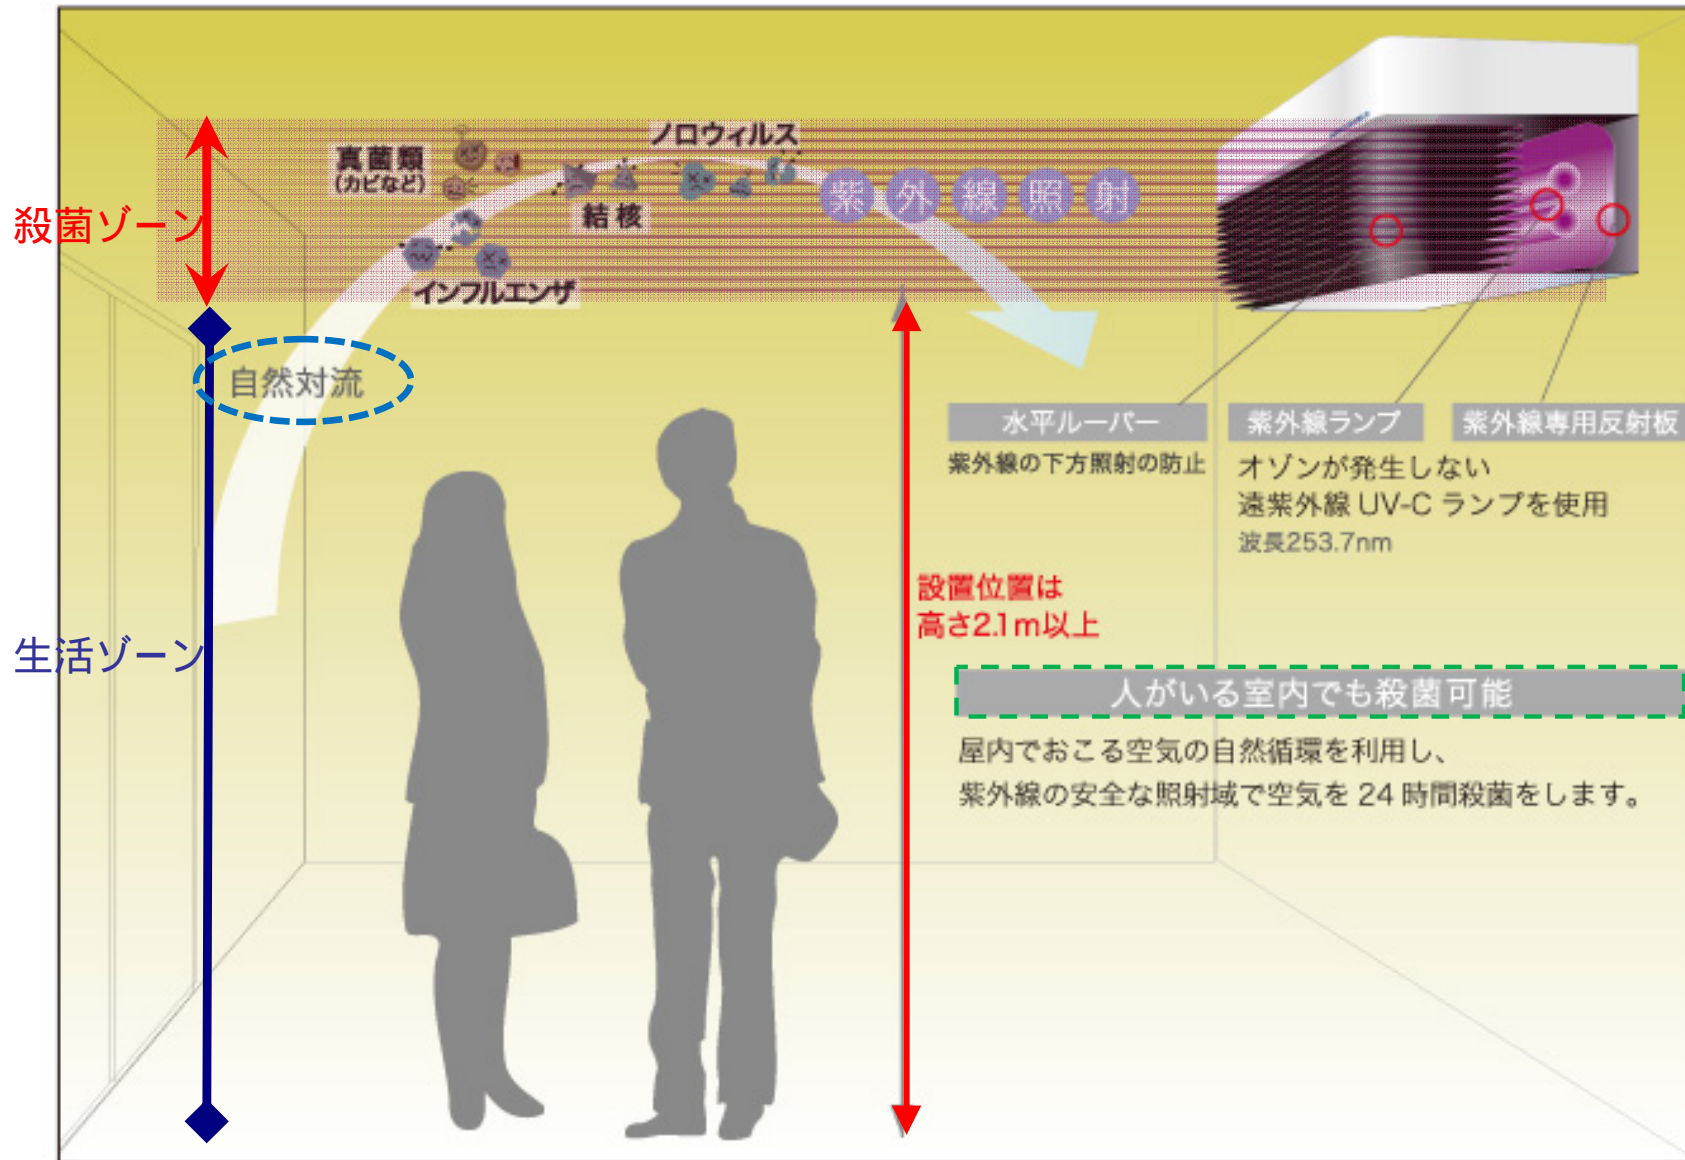 ノロウィルス
真菌類
(カビなど)
紫外線照射
結核
殺菌ゾーン
インフルエンザ
自然対流
水平ルーバー
紫外線の下方照射の防止
紫外線ランプ
オゾンが発生しない
遠紫外線 UV-C ランプを使用
波長253.7nm
紫外線専用反射板
設置位置は
高さ2.1m以上
生活ゾーン
人がいる室内でも殺菌可能
屋内でおこる空気の自然循環を利用し、
紫外線の安全な照射域で空気を 24 時間殺菌をします。